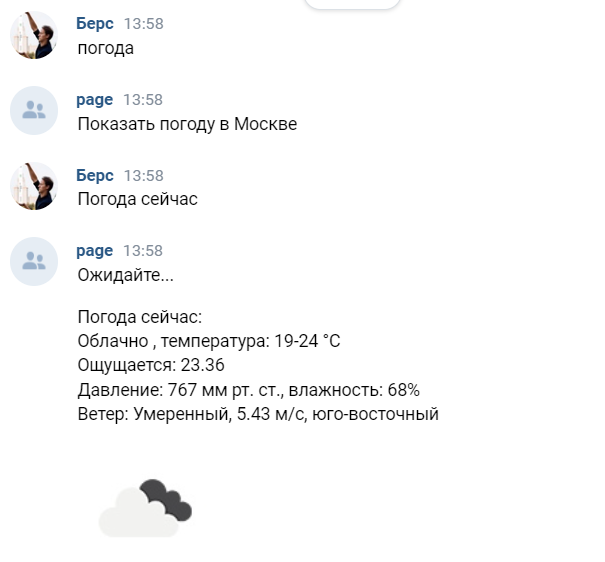 Берс 13:58
погода
page 13:58
Показать погоду в Москве
Берс 13:58
Погода сейчас
page 13:58
Ожидайте...
Погода сейчас:
Облачно , температура: 19-24 °C
Ощущается: 23.36
Давление: 767 мм рт. ст., влажность: 68%
Ветер: Умеренный, 5.43 м/с, юго-восточный